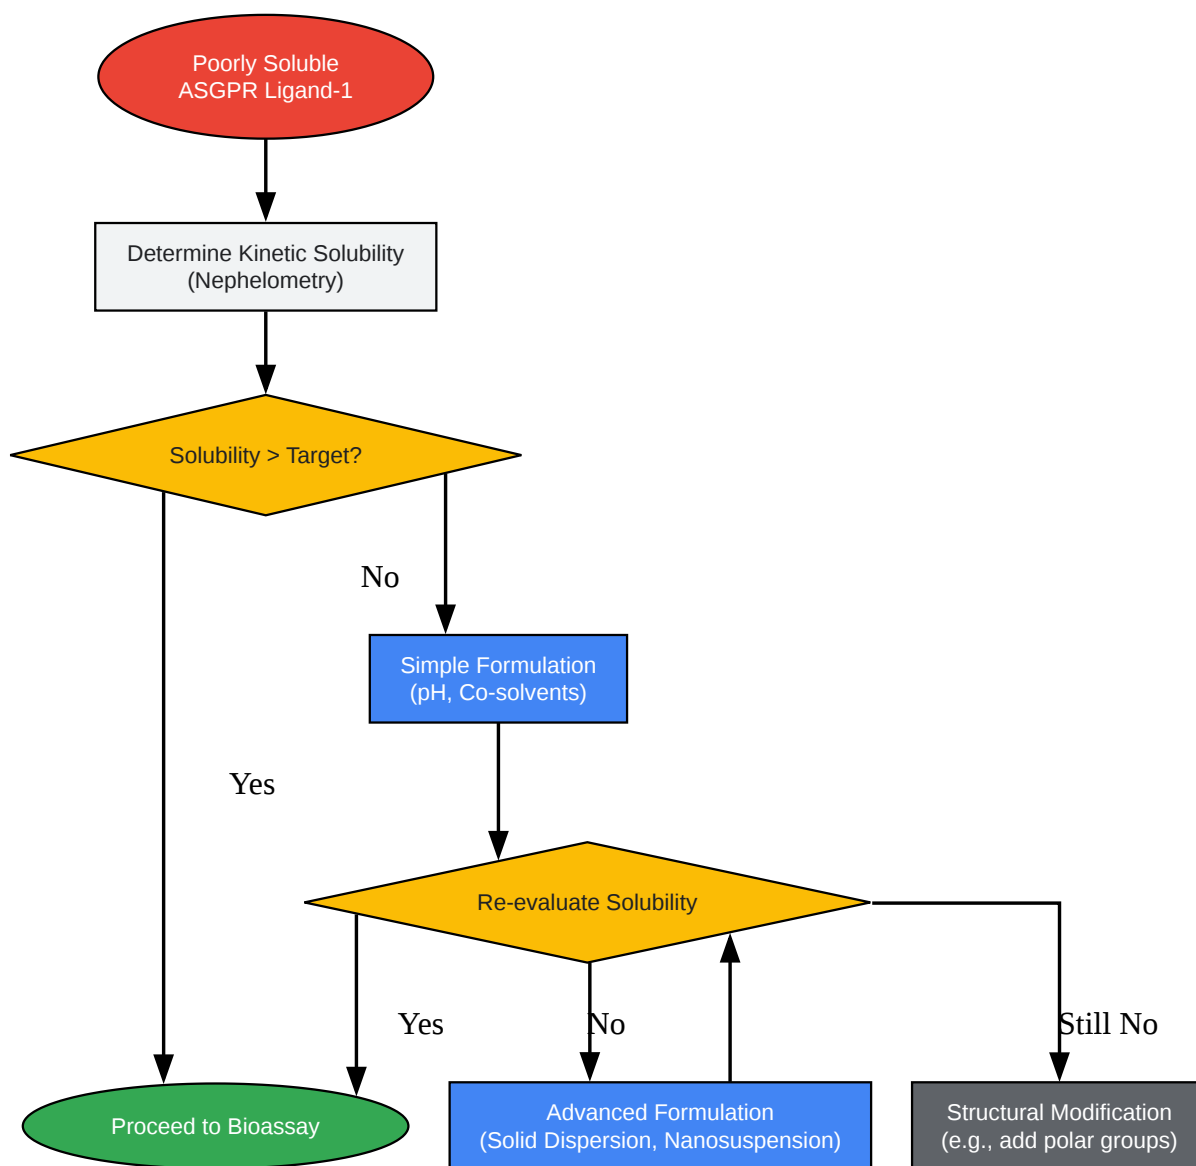 Poorly Soluble
ASGPR Ligand-1
Determine Kinetic Solubility
(Nephelometry)
Solubility > Target?
No
Simple Formulation
(pH, Co-solvents)
Yes
Re-evaluate Solubility
Yes
No
Still No
Proceed to Bioassay
Advanced Formulation
(Solid Dispersion, Nanosuspension)
Structural Modification
(e.g., add polar groups)